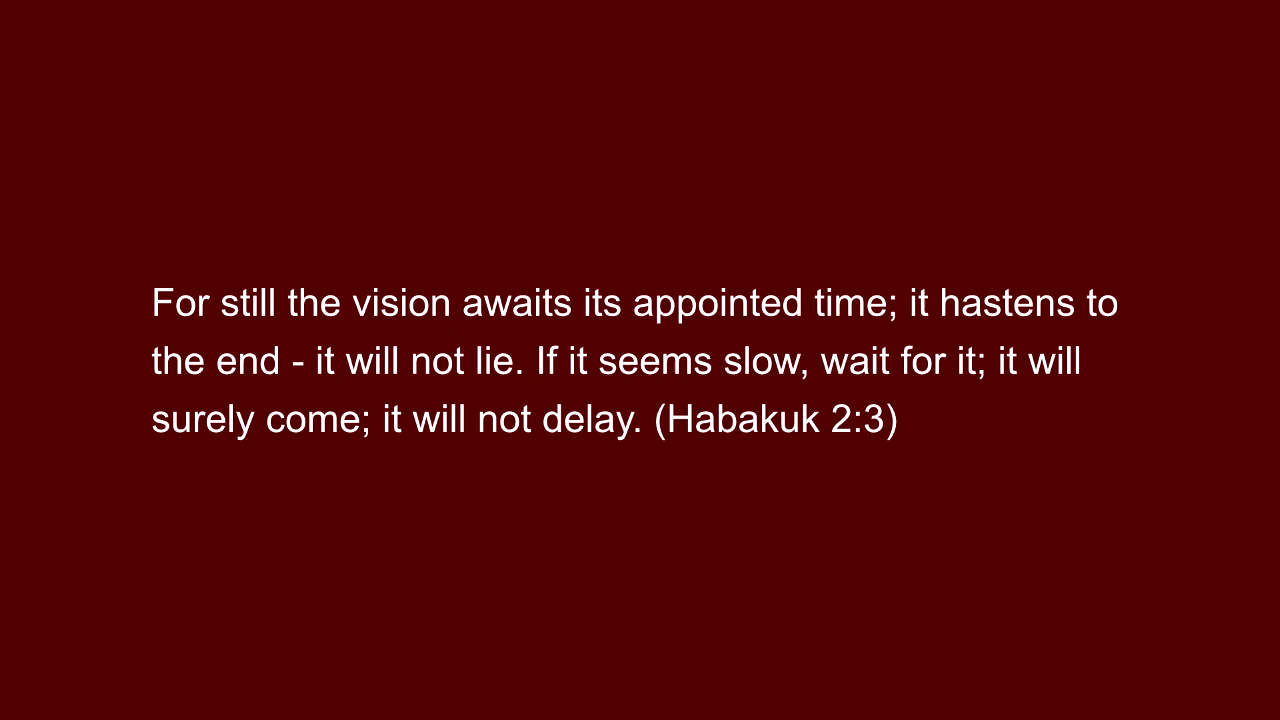 For still the vision awaits its appointed time; it hastens to
the end - it will not lie. If it seems slow, wait for it; it will
surely come; it will not delay. (Habakuk 2:3)